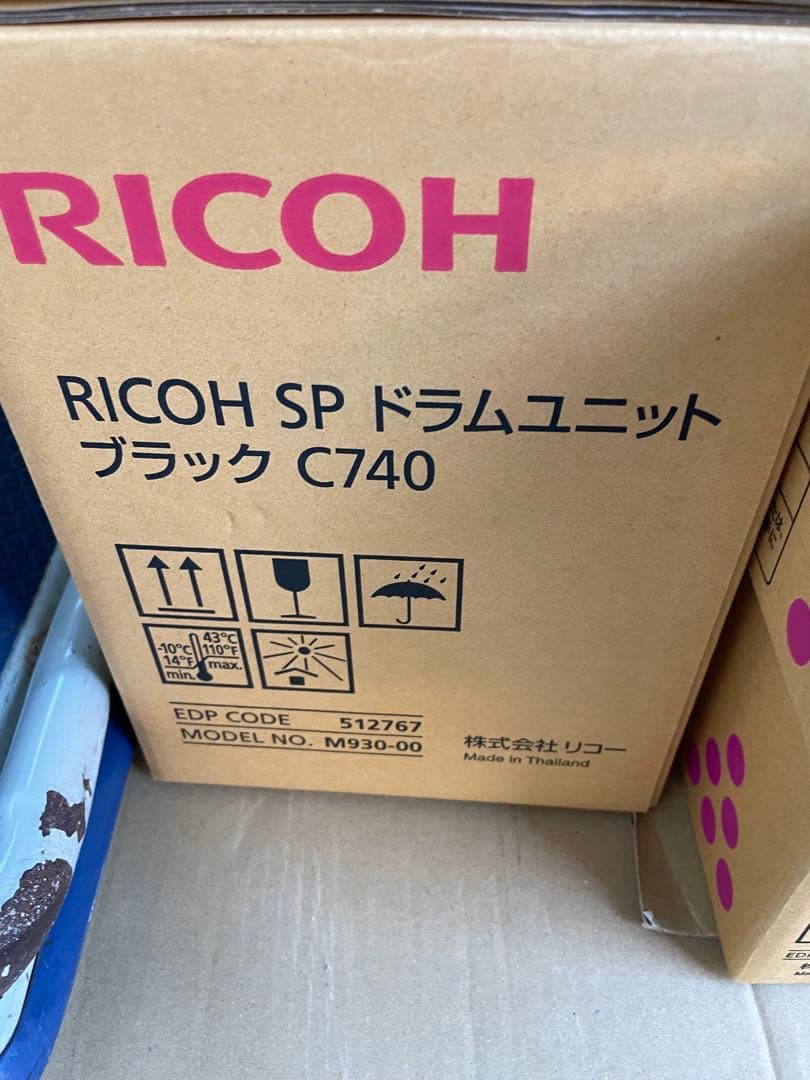 RICOH
RICOH SP ドラムユニット
ブラック C740
-10°C 43°C
14°F 110°F
min. max.
EDP CODE 512767
MODEL NO. M930-00
株式会社 リコー
Made in Thailand